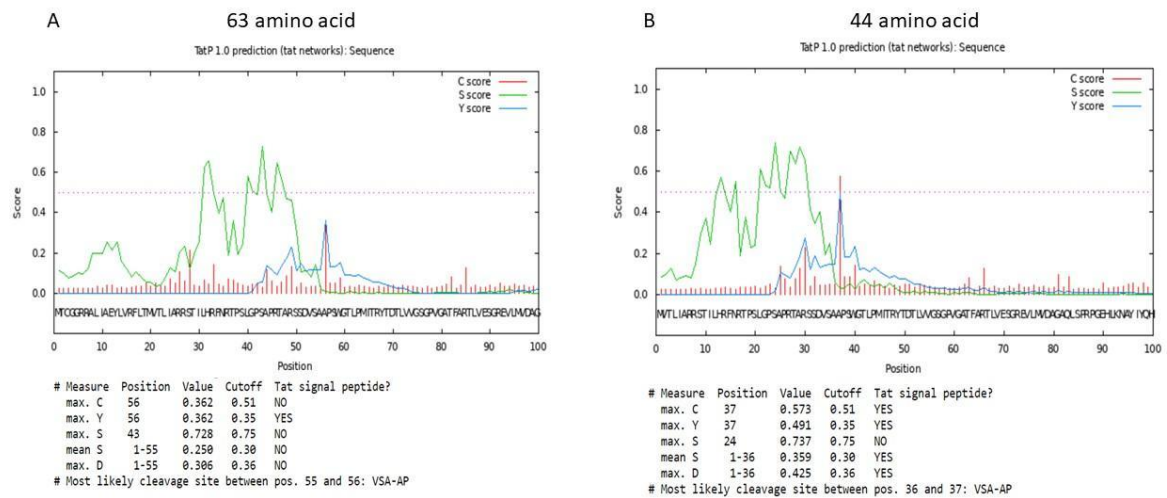 A
63 amino acid
TatP 1.0 prediction (tat networks): Sequence
C score
S score
Y score
1.0
0.8
0.6
0.4
0.2
0.0
Score
MTCGGRRALIAEYLVRFLTMVTLIARRSTILHRFNRTPSLGPSAPRTARSSDVSAAPSWGTLPMITRYTDTLVVGSGPVGATFARTLVESGREVLMVDAG
0 10 20 30 40 50 60 70 80 90 100
Position
# Measure Position Value Cutoff Tat signal peptide?
max. C 56 0.362 0.51 NO
max. Y 56 0.362 0.35 YES
max. S 43 0.728 0.75 NO
mean S 1-55 0.250 0.30 NO
max. D 1-55 0.306 0.36 NO
# Most likely cleavage site between pos. 55 and 56: VSA-AP
B
44 amino acid
TatP 1.0 prediction (tat networks): Sequence
C score
S score
Y score
1.0
0.8
0.6
0.4
0.2
0.0
Score
MVTLIARRSTILHRFNRTPSLGPSAPRTARSSDVSAAPSWGTLPMITRYTDTLVVGSGPVGATFARTLVESGREVLMVDAGAQLSPRPGEHLKNAYIYQHI
0 10 20 30 40 50 60 70 80 90 100
Position
# Measure Position Value Cutoff Tat signal peptide?
max. C 37 0.573 0.51 YES
max. Y 37 0.491 0.35 YES
max. S 24 0.737 0.75 NO
mean S 1-36 0.359 0.30 YES
max. D 1-36 0.425 0.36 YES
# Most likely cleavage site between pos. 36 and 37: VSA-AP